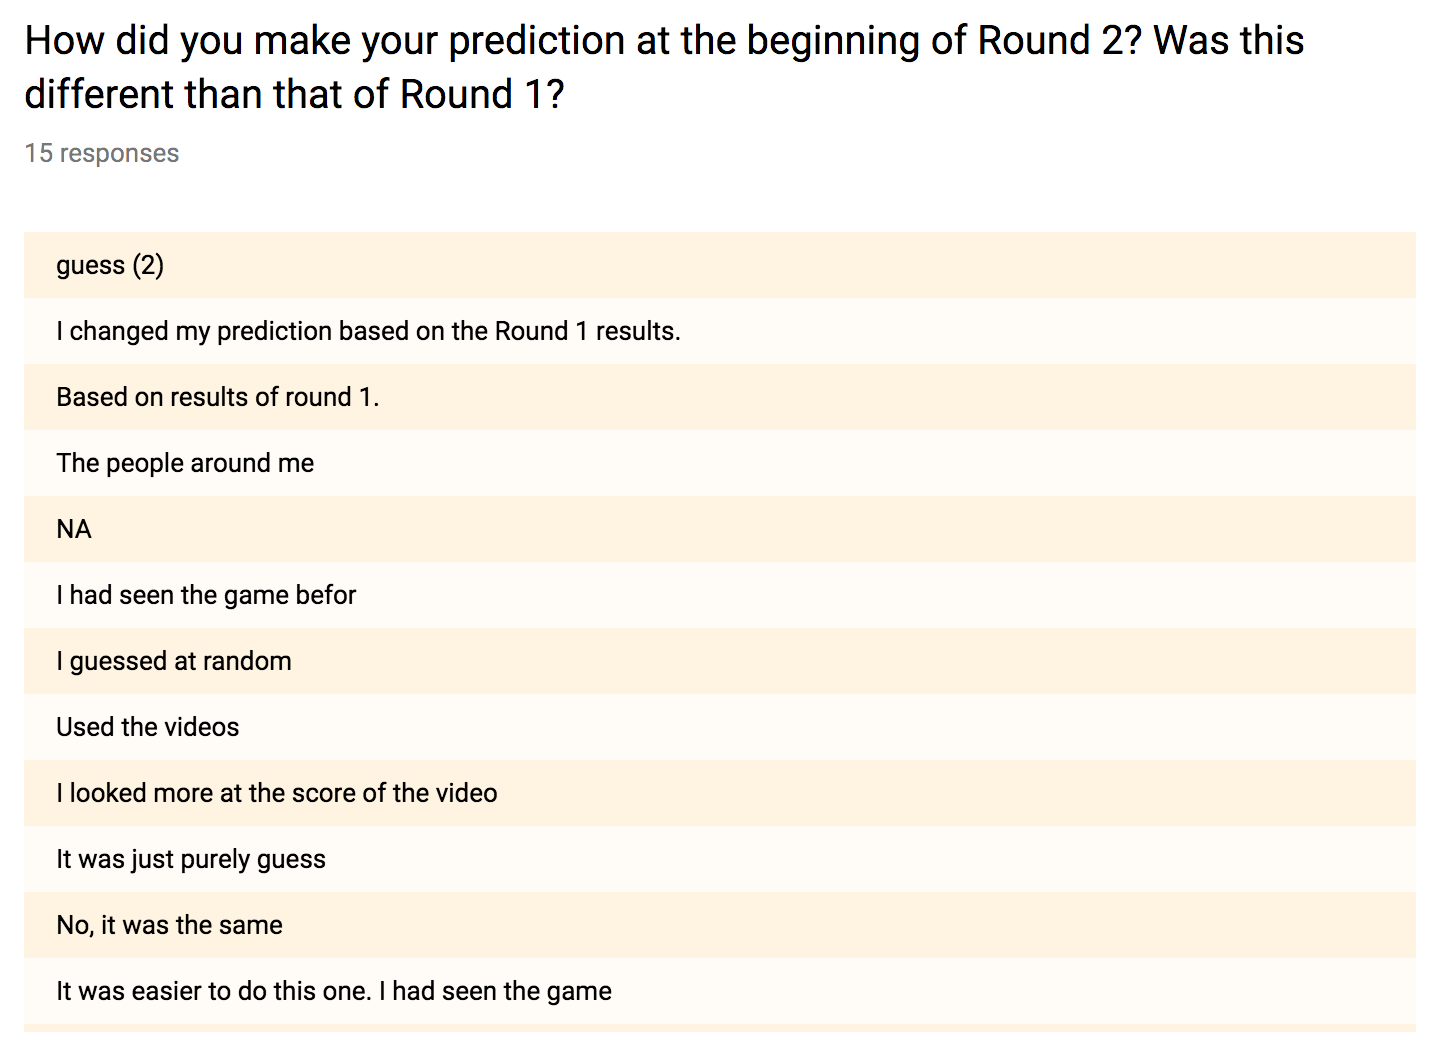 How did you make your prediction at the beginning of Round 2? Was this
different than that of Round 1?
15 responses
guess (2)
I changed my prediction based on the Round 1 results.
Based on results of round 1.
The people around me
NA
I had seen the game befor
I guessed at random
Used the videos
I looked more at the score of the video
It was just purely guess
No, it was the same
It was easier to do this one. I had seen the game